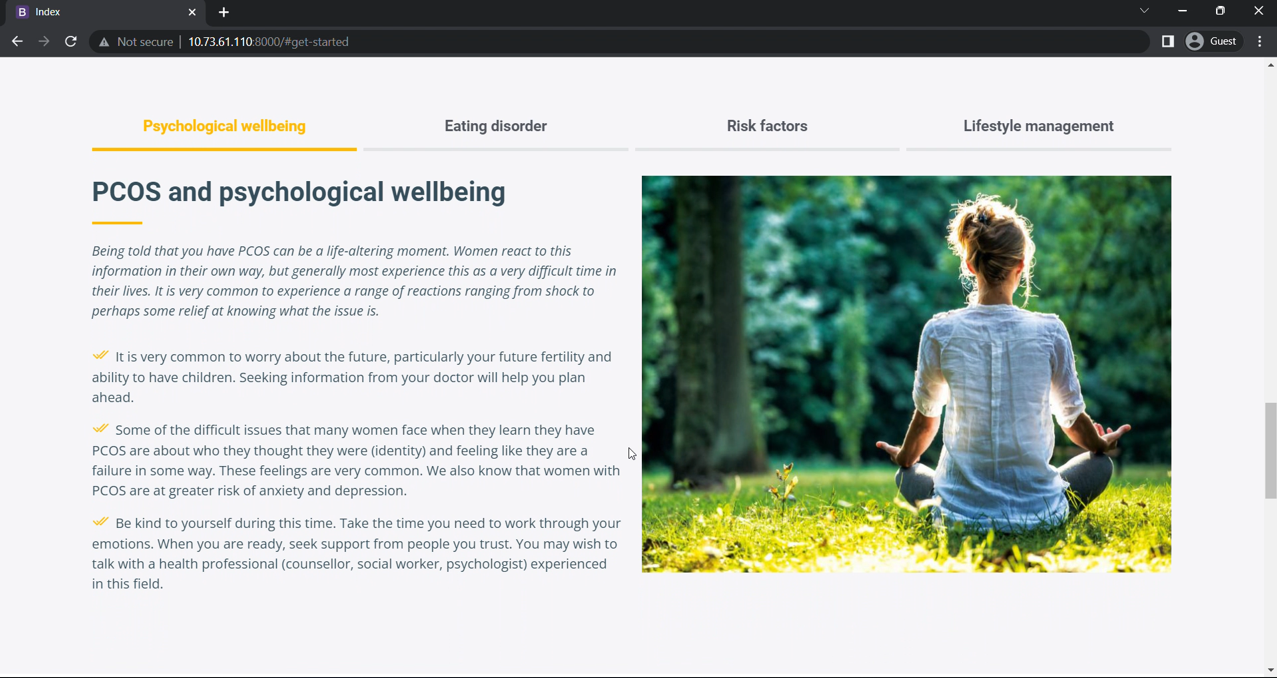 B Index
Not secure | 10.73.61.110:8000/#get-started
Guest
Psychological wellbeing
Eating disorder
Risk factors
Lifestyle management
PCOS and psychological wellbeing
Being told that you have PCOS can be a life-altering moment. Women react to this
information in their own way, but generally most experience this as a very difficult time in
their lives. It is very common to experience a range of reactions ranging from shock to
perhaps some relief at knowing what the issue is.
It is very common to worry about the future, particularly your future fertility and
ability to have children. Seeking information from your doctor will help you plan
ahead.
Some of the difficult issues that many women face when they learn they have
PCOS are about who they thought they were (identity) and feeling like they are a
failure in some way. These feelings are very common. We also know that women with
PCOS are at greater risk of anxiety and depression.
Be kind to yourself during this time. Take the time you need to work through your
emotions. When you are ready, seek support from people you trust. You may wish to
talk with a health professional (counsellor, social worker, psychologist) experienced
in this field.